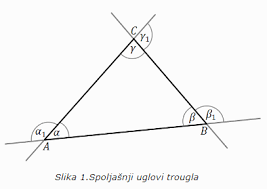 C
γ γ₁
α₁ α β β₁
A B
Slika 1.Spoljašnji uglovi trougla